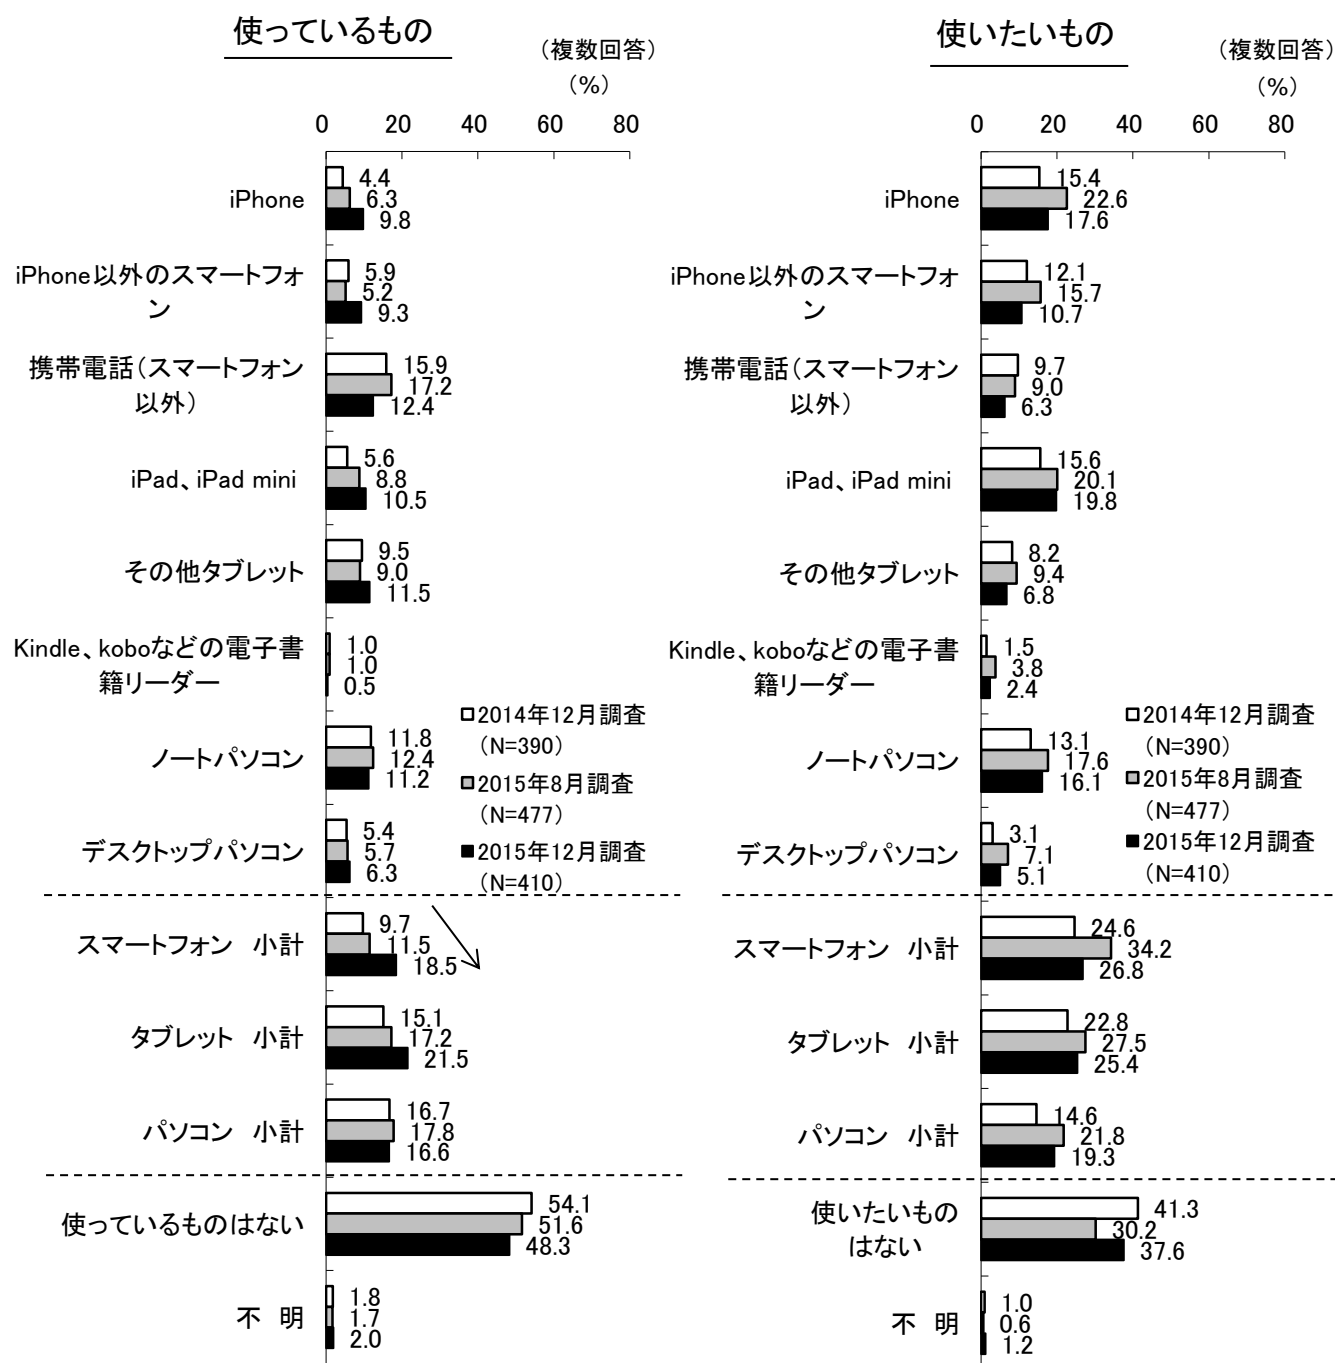 使っているもの
（複数回答）
（%）
0 20 40 60 80
iPhone
4.4
6.3
9.8
iPhone以外のスマートフォ
ン
5.9
5.2
9.3
携帯電話（スマートフォン
以外）
15.9
17.2
12.4
iPad、iPad mini
5.6
8.8
10.5
その他タブレット
9.5
9.0
11.5
Kindle、koboなどの電子書
籍リーダー
1.0
1.0
0.5
ノートパソコン
11.8
12.4
11.2
デスクトップパソコン
5.4
5.7
6.3
スマートフォン 小計
9.7
11.5
18.5
タブレット 小計
15.1
17.2
21.5
パソコン 小計
16.7
17.8
16.6
使っているものはない
54.1
51.6
48.3
不 明
1.8
1.7
2.0
2014年12月調査
（N=390）
2015年8月調査
（N=477）
2015年12月調査
（N=410）
使いたいもの
（複数回答）
（%）
0 20 40 60 80
iPhone
15.4
22.6
17.6
iPhone以外のスマートフォ
ン
12.1
15.7
10.7
携帯電話（スマートフォン
以外）
9.7
9.0
6.3
iPad、iPad mini
15.6
20.1
19.8
その他タブレット
8.2
9.4
6.8
Kindle、koboなどの電子書
籍リーダー
1.5
3.8
2.4
ノートパソコン
13.1
17.6
16.1
デスクトップパソコン
3.1
7.1
5.1
スマートフォン 小計
24.6
34.2
26.8
タブレット 小計
22.8
27.5
25.4
パソコン 小計
14.6
21.8
19.3
使いたいもの
はない
41.3
30.2
37.6
不 明
1.0
0.6
1.2
2014年12月調査
（N=390）
2015年8月調査
（N=477）
2015年12月調査
（N=410）